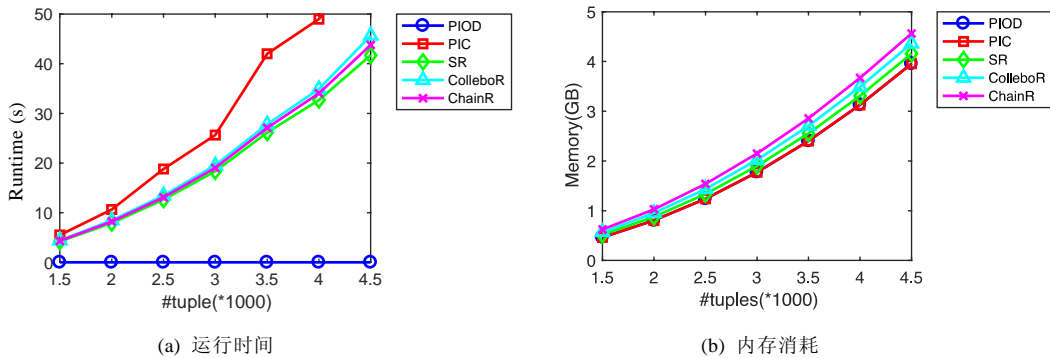 50
40
30
20
10
0
Runtime (s)
1.5 2 2.5 3 3.5 4 4.5
#tuple(*1000)
PIOD
PIC
SR
ColleboR
ChainR
(a) 运行时间
5
4
3
2
1
0
Memory(GB)
1.5 2 2.5 3 3.5 4 4.5
#tuples(*1000)
PIOD
PIC
SR
ColleboR
ChainR
(b) 内存消耗